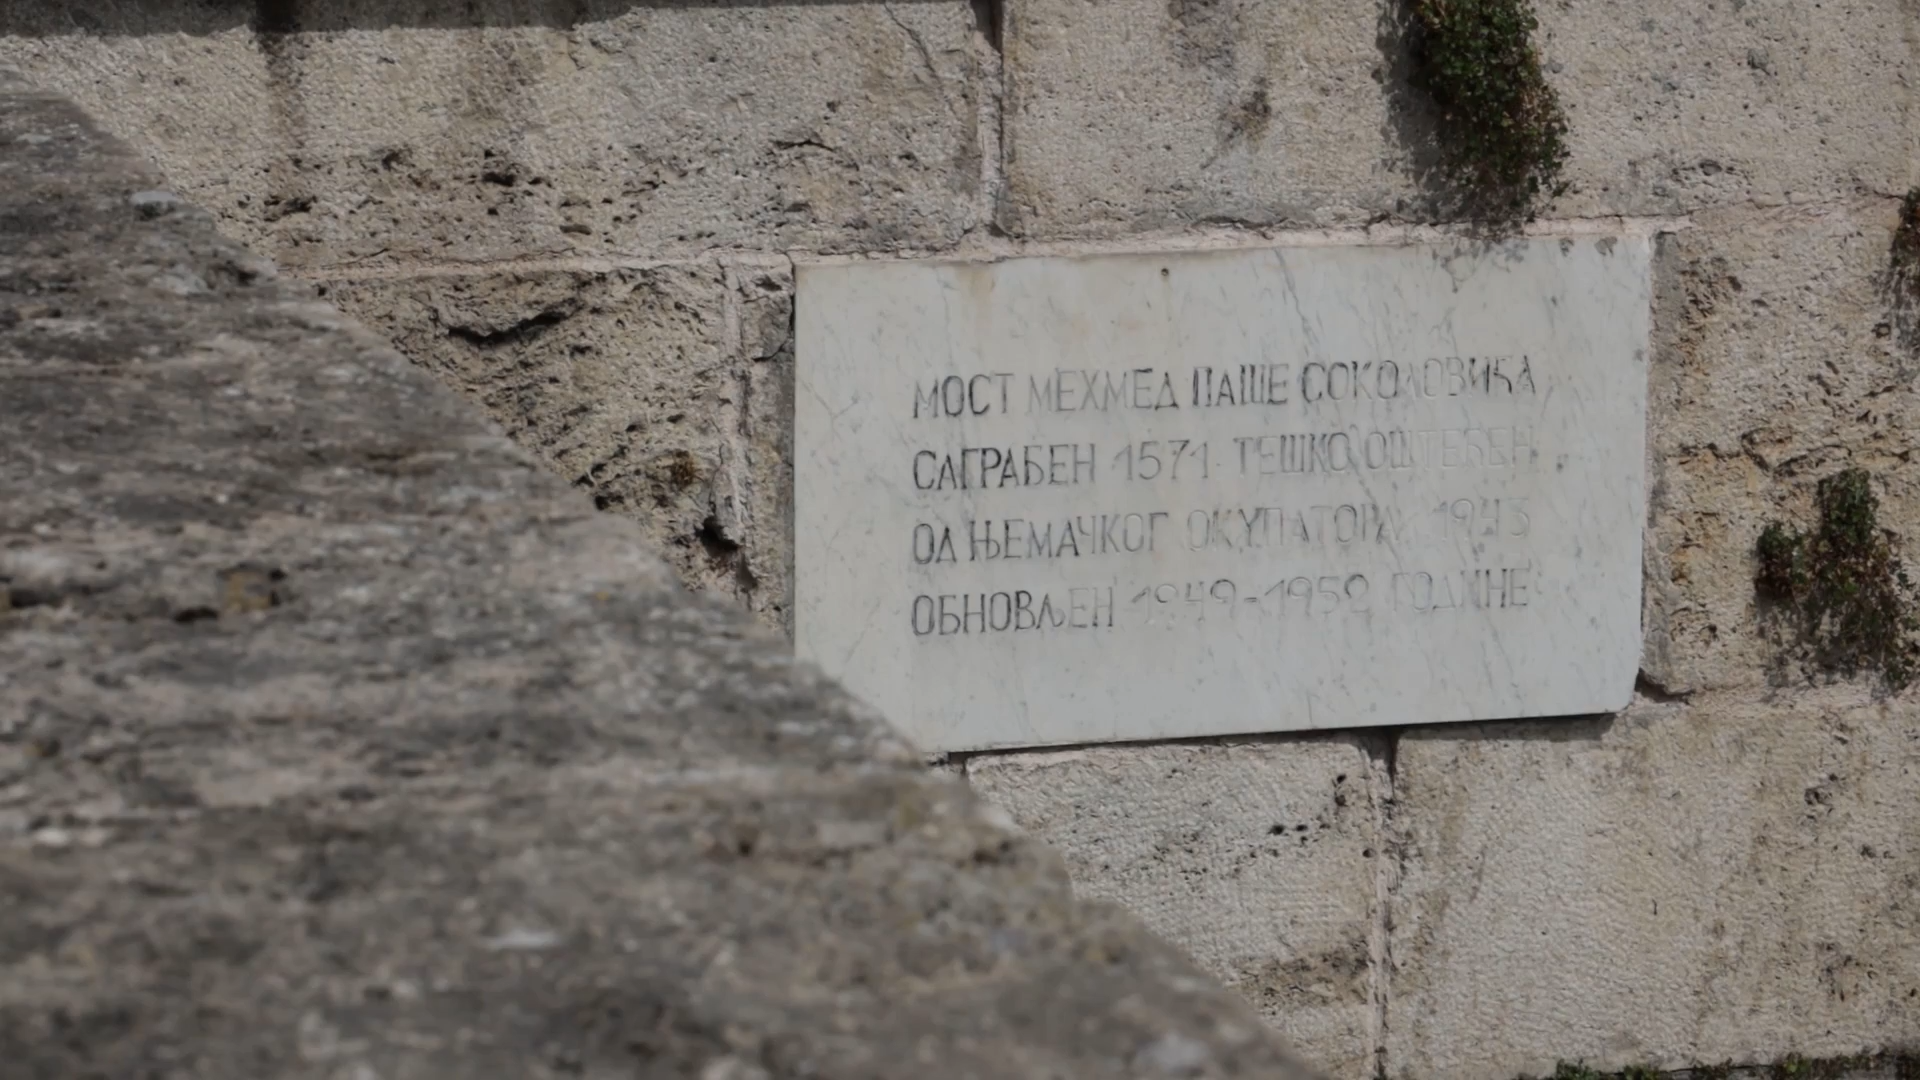 МОСТ МЕХМЕД ПАШЕ СОКОЛОВИЋА
САГРАЂЕН 1571· ТЕШКО ОШТЕЋЕН
ОД ЊЕМАЧКОГ ОКУПАТОРА 1943
ОБНОВЉЕН 1949-1952 ГОДИНЕ